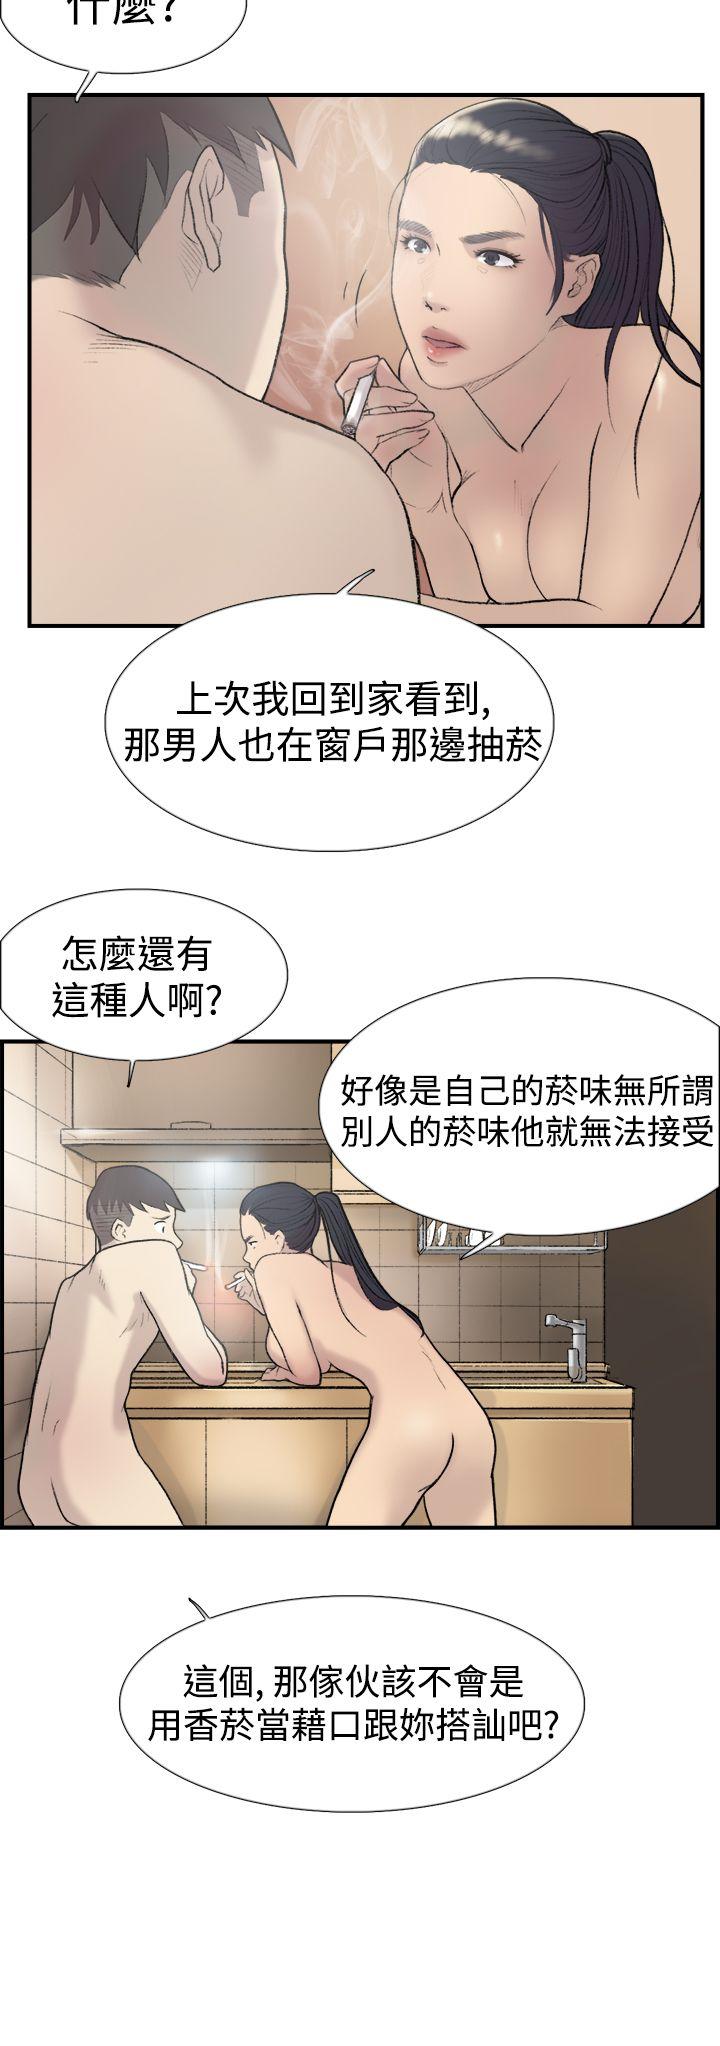 什麼?
上次我回到家看到,
那男人也在窗戶那邊抽菸
怎麼還有
這種人啊?
好像是自己的菸味無所謂
別人的菸味他就無法接受
這個, 那傢伙該不會是
用香菸當藉口跟妳搭訕吧?